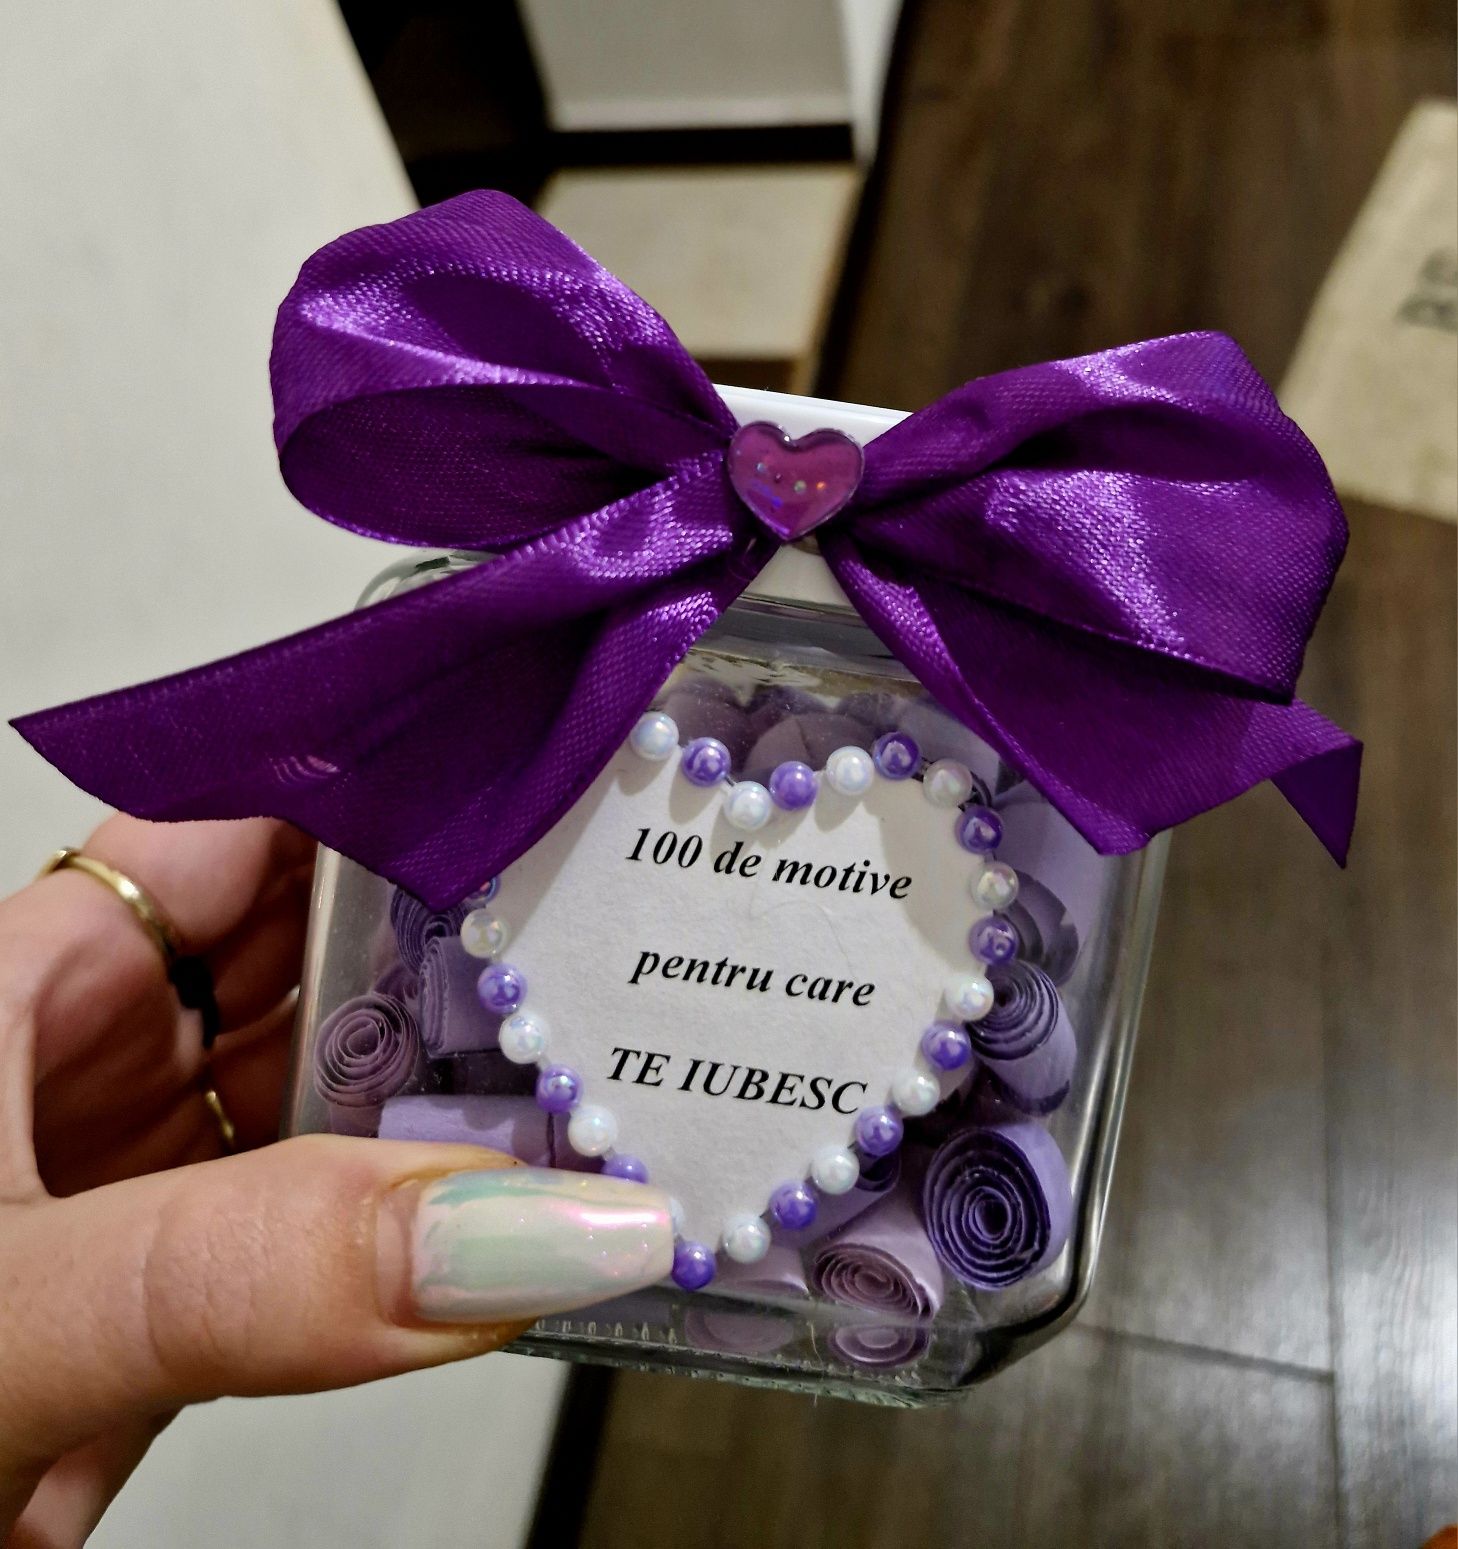 100 de motive
pentru care
TE IUBESC